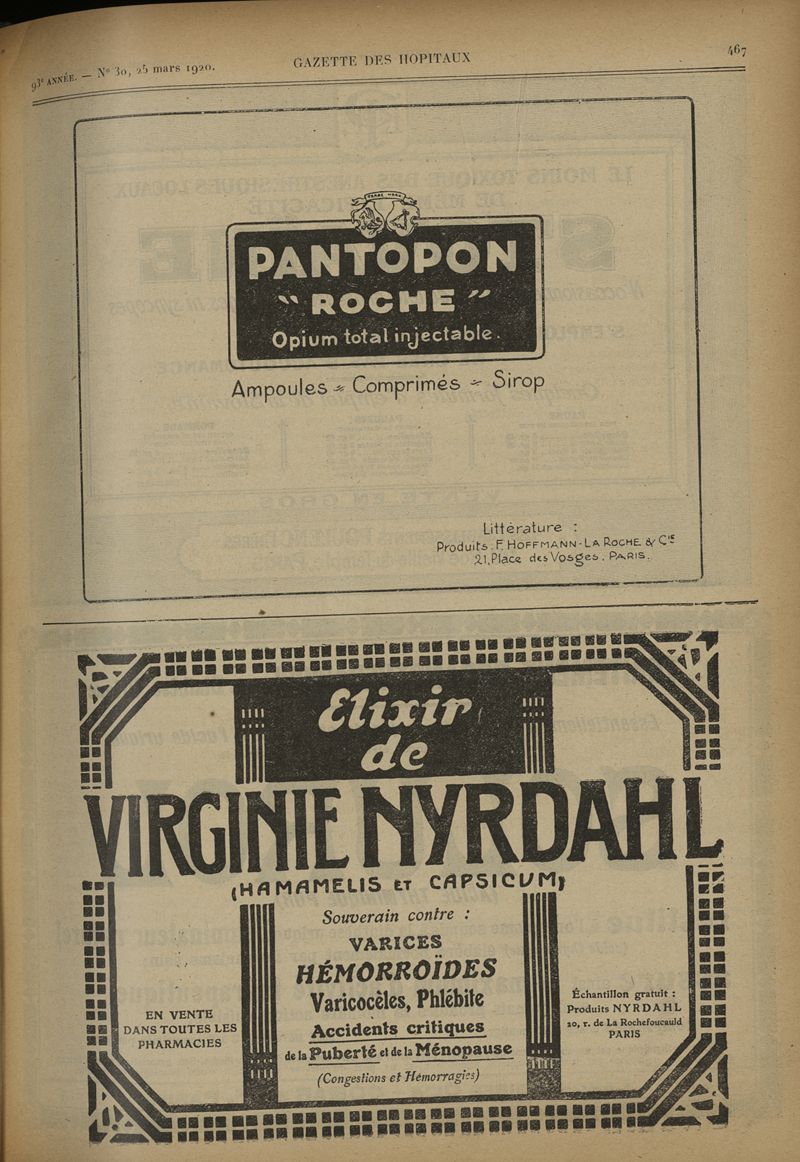 93e ANNÉE. — No 30, 25 mars 1920.
GAZETTE DES HOPITAUX
467
TRADE MARK
PANTOPON
" ROCHE "
Opium total injectable.
Ampoules - Comprimés - Sirop
Littérature :
Produits. F. HOFFMANN-LA ROCHE & Cie
21, Place des Vosges. PARIS.
Elixir
de
VIRGINIE NYRDAHL
(HAMAMELIS ET CAPSICUM)
Souverain contre :
VARICES
HÉMORROÏDES
Varicocèles, Phlébite
Accidents critiques
de la Puberté et de la Ménopause
(Congestions et Hémorragies)
EN VENTE
DANS TOUTES LES
PHARMACIES
Échantillon gratuit :
Produits NYRDAHL
20, r. de La Rochefoucauld
PARIS